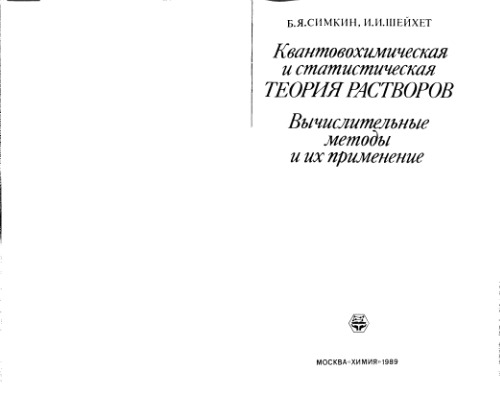 Б.Я.СИМКИН, И.И.ШЕЙХЕТ
Квантовохимическая
и статистическая
ТЕОРИЯ РАСТВОРОВ
Вычислительные
методы
и их применение
МОСКВА–ХИМИЯ–1989